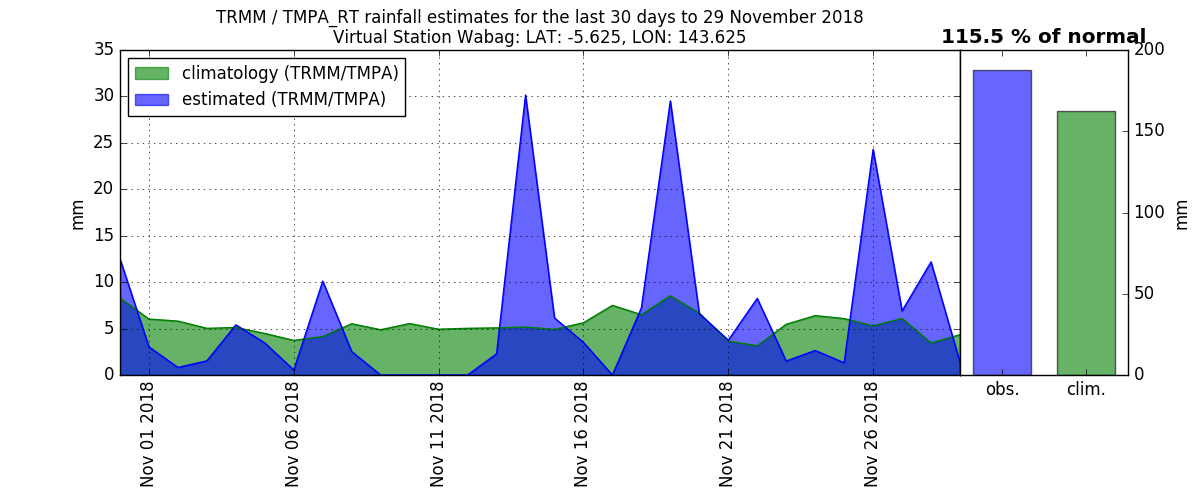 TRMM / TMPA_RT rainfall estimates for the last 30 days to 29 November 2018
Virtual Station Wabag: LAT: -5.625, LON: 143.625
115.5 % of normal
climatology (TRMM/TMPA)
estimated (TRMM/TMPA)
35
30
25
20
15
10
5
0
mm
Nov 01 2018
Nov 06 2018
Nov 11 2018
Nov 16 2018
Nov 21 2018
Nov 26 2018
200
150
100
50
0
mm
obs.
clim.